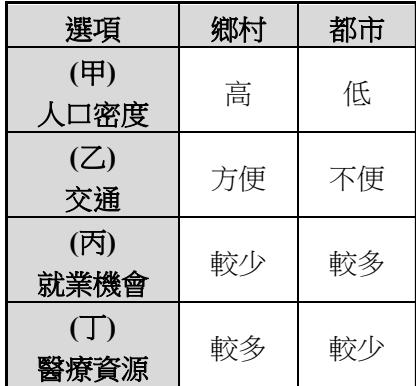 選項 鄉村 都市
(甲)
人口密度 高 低
(乙)
交通 方便 不便
(丙)
就業機會 較少 較多
(丁)
醫療資源 較多 較少